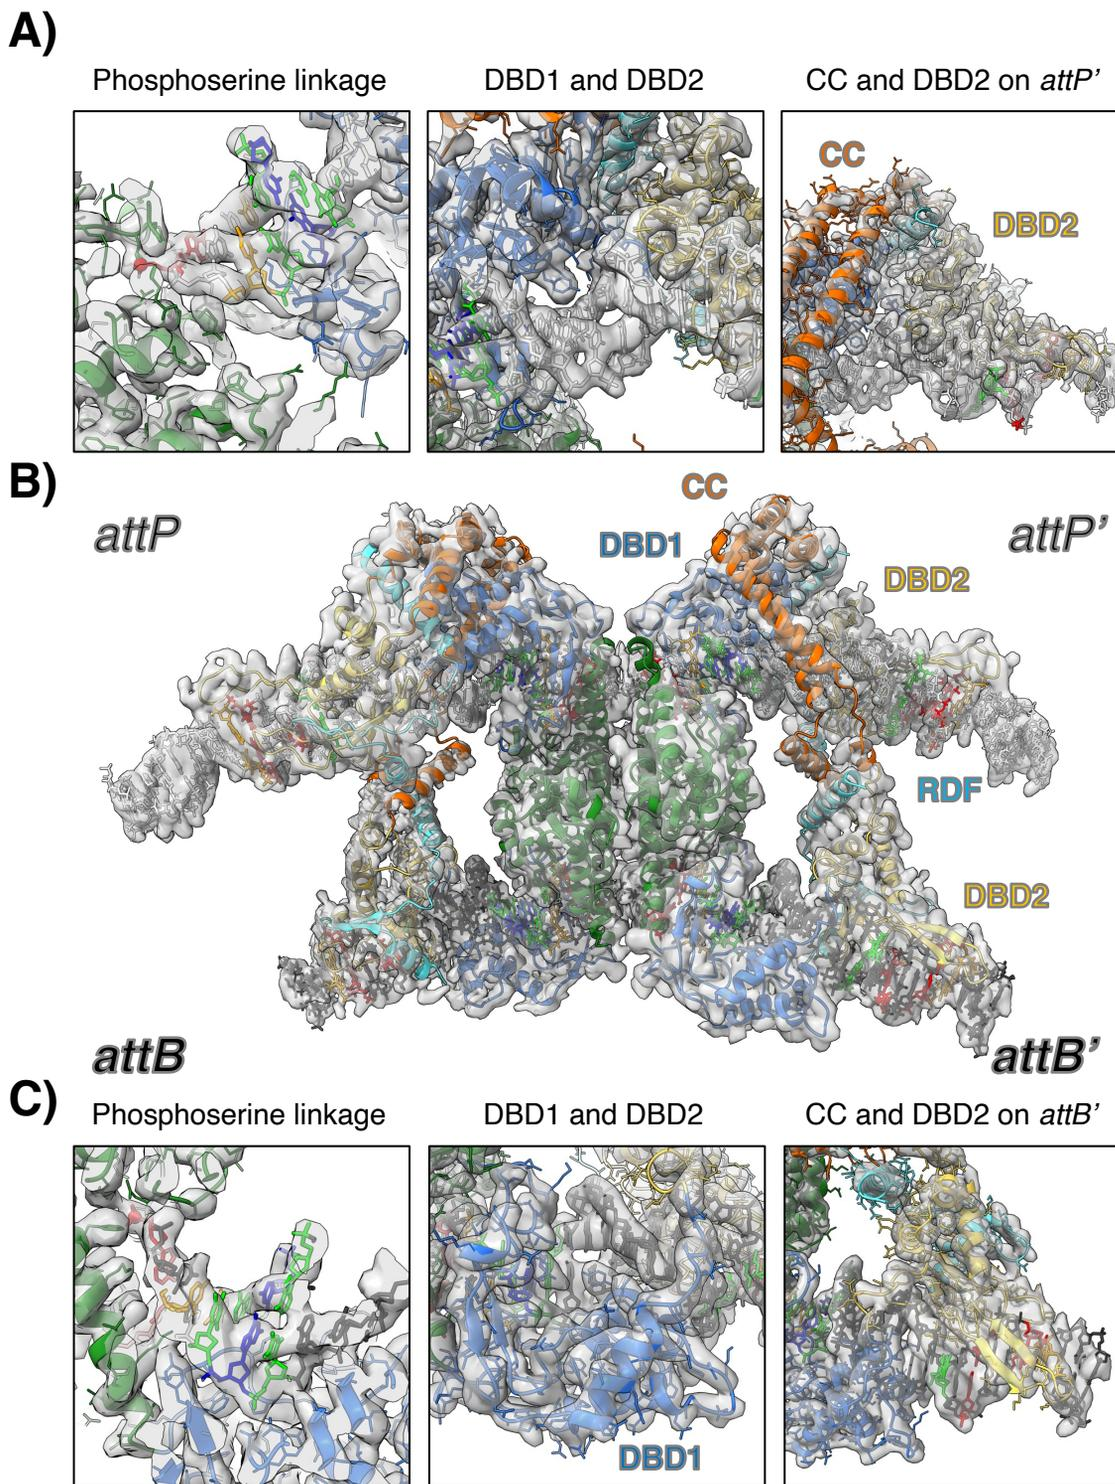 A)
Phosphoserine linkage
DBD1 and DBD2
CC and DBD2 on attP’
CC
DBD2
B)
attP
CC
DBD1
attP’
DBD2
RDF
DBD2
attB
attB’
C)
Phosphoserine linkage
DBD1 and DBD2
CC and DBD2 on attB’
DBD1